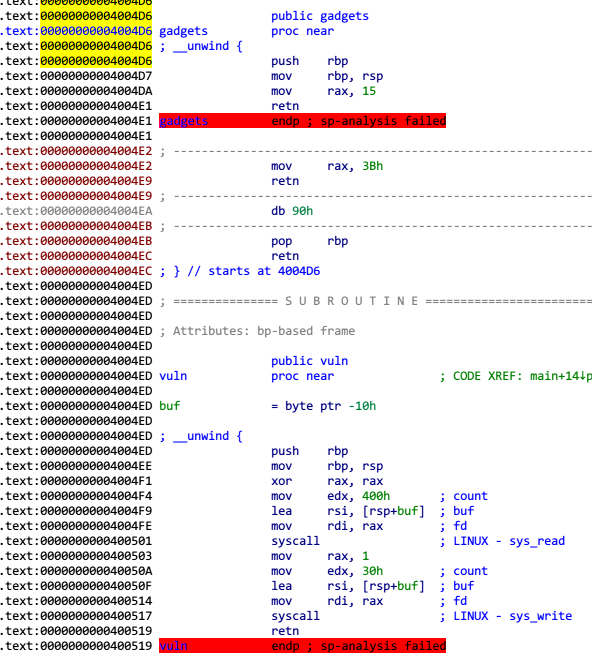 .text:00000000004004D6
.text:00000000004004D6 public gadgets
.text:00000000004004D6 gadgets proc near
.text:00000000004004D6 ; __unwind {
.text:00000000004004D6 push rbp
.text:00000000004004D7 mov rbp, rsp
.text:00000000004004DA mov rax, 15
.text:00000000004004E1 retn
.text:00000000004004E1 gadgets endp ; sp-analysis failed
.text:00000000004004E1
.text:00000000004004E2 ; ------------------------------------------------------------
.text:00000000004004E2 mov rax, 3Bh
.text:00000000004004E9 retn
.text:00000000004004E9 ; ------------------------------------------------------------
.text:00000000004004EA db 90h
.text:00000000004004EB ; ------------------------------------------------------------
.text:00000000004004EB pop rbp
.text:00000000004004EC retn
.text:00000000004004EC ; } // starts at 4004D6
.text:00000000004004ED
.text:00000000004004ED ; =============== S U B R O U T I N E ========================
.text:00000000004004ED
.text:00000000004004ED ; Attributes: bp-based frame
.text:00000000004004ED
.text:00000000004004ED public vuln
.text:00000000004004ED vuln proc near ; CODE XREF: main+14↓p
.text:00000000004004ED
.text:00000000004004ED buf = byte ptr -10h
.text:00000000004004ED
.text:00000000004004ED ; __unwind {
.text:00000000004004ED push rbp
.text:00000000004004EE mov rbp, rsp
.text:00000000004004F1 xor rax, rax
.text:00000000004004F4 mov edx, 400h ; count
.text:00000000004004F9 lea rsi, [rsp+buf] ; buf
.text:00000000004004FE mov rdi, rax ; fd
.text:0000000000400501 syscall ; LINUX - sys_read
.text:0000000000400503 mov rax, 1
.text:000000000040050A mov edx, 30h ; count
.text:000000000040050F lea rsi, [rsp+buf] ; buf
.text:0000000000400514 mov rdi, rax ; fd
.text:0000000000400517 syscall ; LINUX - sys_write
.text:0000000000400519 retn
.text:0000000000400519 vuln endp ; sp-analysis failed